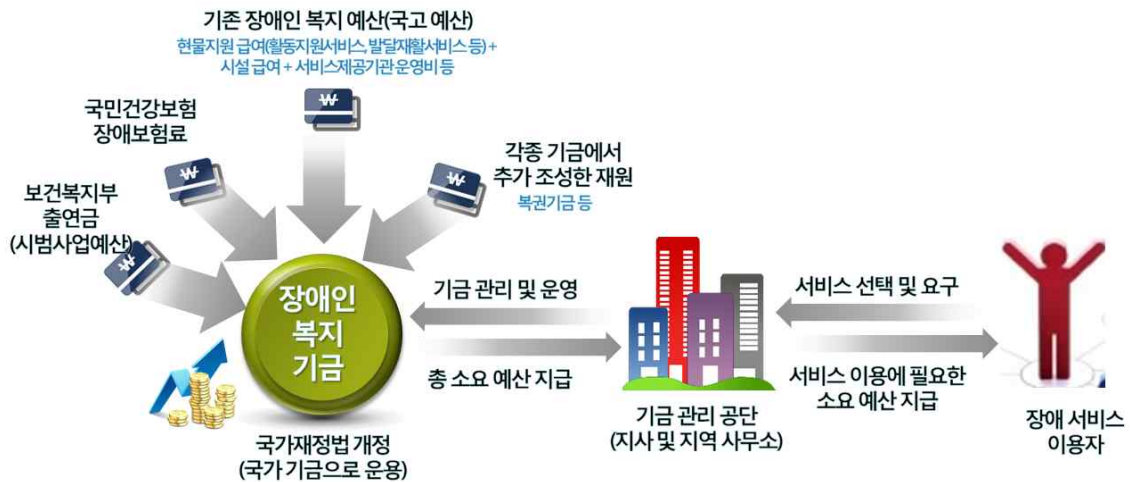 기존 장애인 복지 예산(국고 예산)
현물지원 급여(활동지원서비스, 발달재활서비스 등) +
시설 급여 + 서비스제공기관 운영비 등
국민건강보험
장애보험료
각종 기금에서
추가 조성한 재원
복권기금 등
보건복지부
출연금
(시범사업예산)
₩
₩
₩
₩
장애인
복지
기금
기금 관리 및 운영
총 소요 예산 지급
서비스 선택 및 요구
서비스 이용에 필요한
소요 예산 지급
국가재정법 개정
(국가 기금으로 운용)
기금 관리 공단
(지사 및 지역 사무소)
장애 서비스
이용자